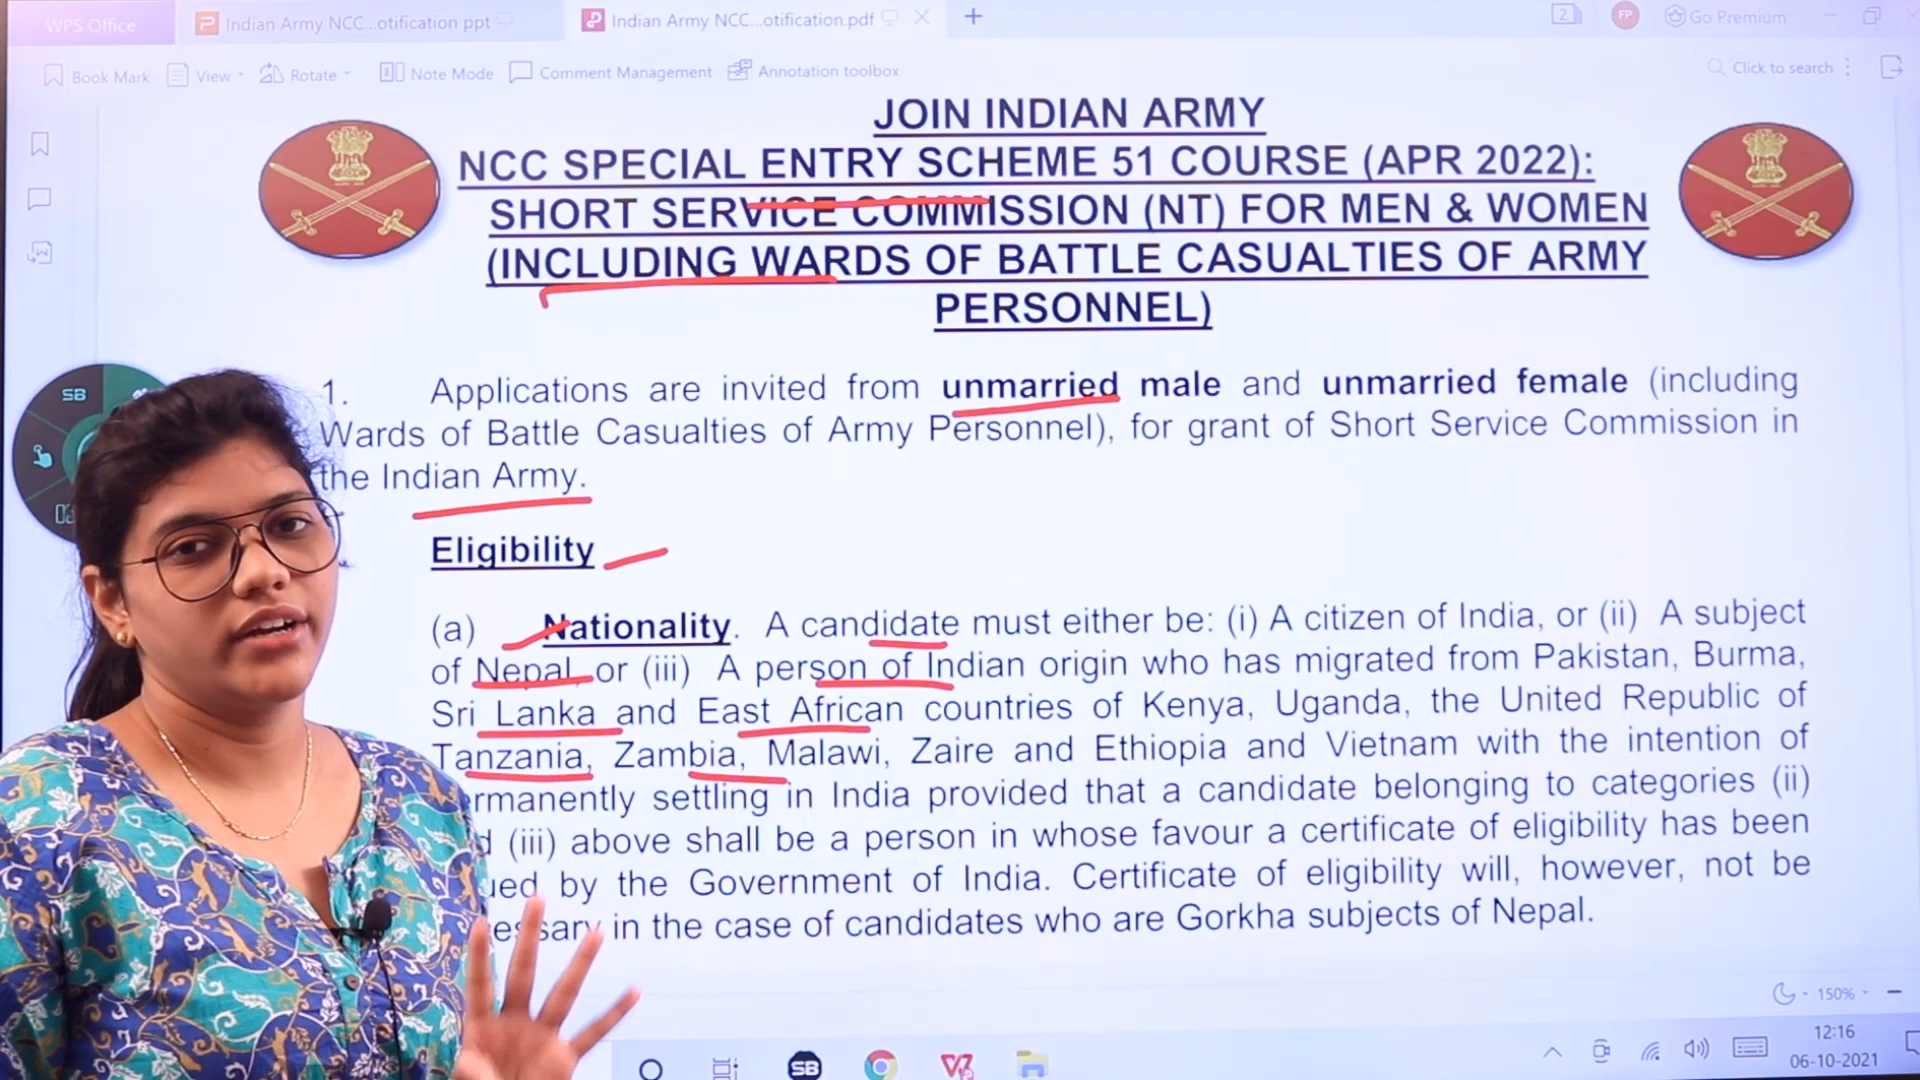 WPS Office
Indian Army NCC...otification ppt
Indian Army NCC...otification.pdf
2
FP
Go Premium
Book Mark
View
Rotate
Note Mode
Comment Management
Annotation toolbox
Click to search
JOIN INDIAN ARMY
NCC SPECIAL ENTRY SCHEME 51 COURSE (APR 2022):
SHORT SERVICE COMMISSION (NT) FOR MEN & WOMEN
(INCLUDING WARDS OF BATTLE CASUALTIES OF ARMY
PERSONNEL)
1. Applications are invited from unmarried male and unmarried female (including
Wards of Battle Casualties of Army Personnel), for grant of Short Service Commission in
the Indian Army.
SB
Eligibility
(a) Nationality. A candidate must either be: (i) A citizen of India, or (ii) A subject
of Nepal, or (iii) A person of Indian origin who has migrated from Pakistan, Burma,
Sri Lanka and East African countries of Kenya, Uganda, the United Republic of
Tanzania, Zambia, Malawi, Zaire and Ethiopia and Vietnam with the intention of
rmanently settling in India provided that a candidate belonging to categories (ii)
d (iii) above shall be a person in whose favour a certificate of eligibility has been
ued by the Government of India. Certificate of eligibility will, however, not be
essary in the case of candidates who are Gorkha subjects of Nepal.
150%
SB
12:16
06-10-2021